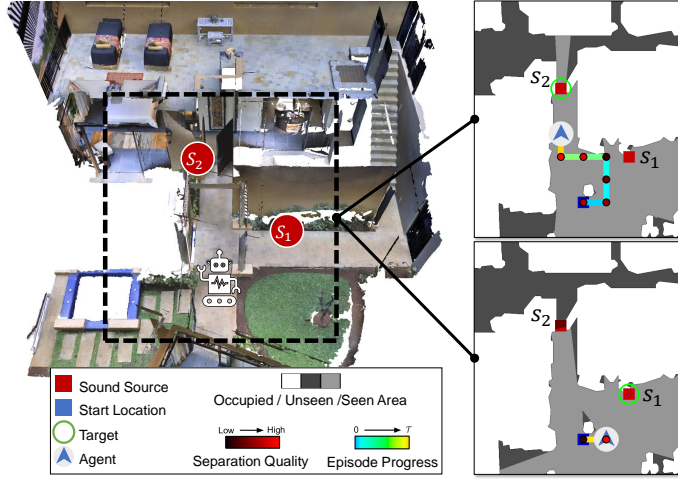 S₂
S₁
S₂
S₁
S₂
S₁
Sound Source
Start Location
Target
Agent
Occupied / Unseen /Seen Area
Low → High
Separation Quality
0 → 𝒯
Episode Progress